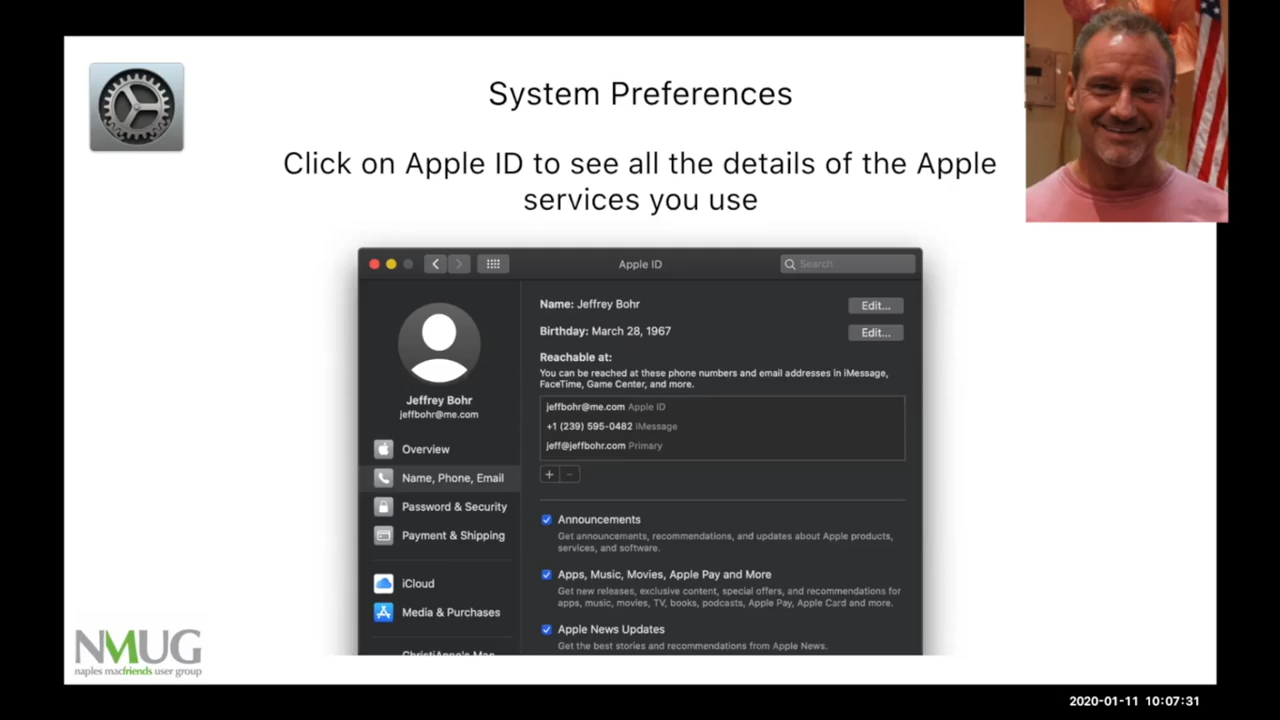 System Preferences
Click on Apple ID to see all the details of the Apple
services you use
Apple ID
Search
Jeffrey Bohr
jeffbohr@me.com
Overview
Name, Phone, Email
Password & Security
Payment & Shipping
iCloud
Media & Purchases
ChristiAnne's Mac
Name: Jeffrey Bohr
Edit...
Birthday: March 28, 1967
Edit...
Reachable at:
You can be reached at these phone numbers and email addresses in iMessage,
FaceTime, Game Center, and more.
jeffbohr@me.com Apple ID
+1 (239) 595-0482 iMessage
jeff@jeffbohr.com Primary
Announcements
Get announcements, recommendations, and updates about Apple products,
services, and software.
Apps, Music, Movies, Apple Pay and More
Get new releases, exclusive content, special offers, and recommendations for
apps, music, movies, TV, books, podcasts, Apple Pay, Apple Card and more.
Apple News Updates
Get the best stories and recommendations from Apple News.
NMUG
naples macfriends user group
2020-01-11 10:07:31